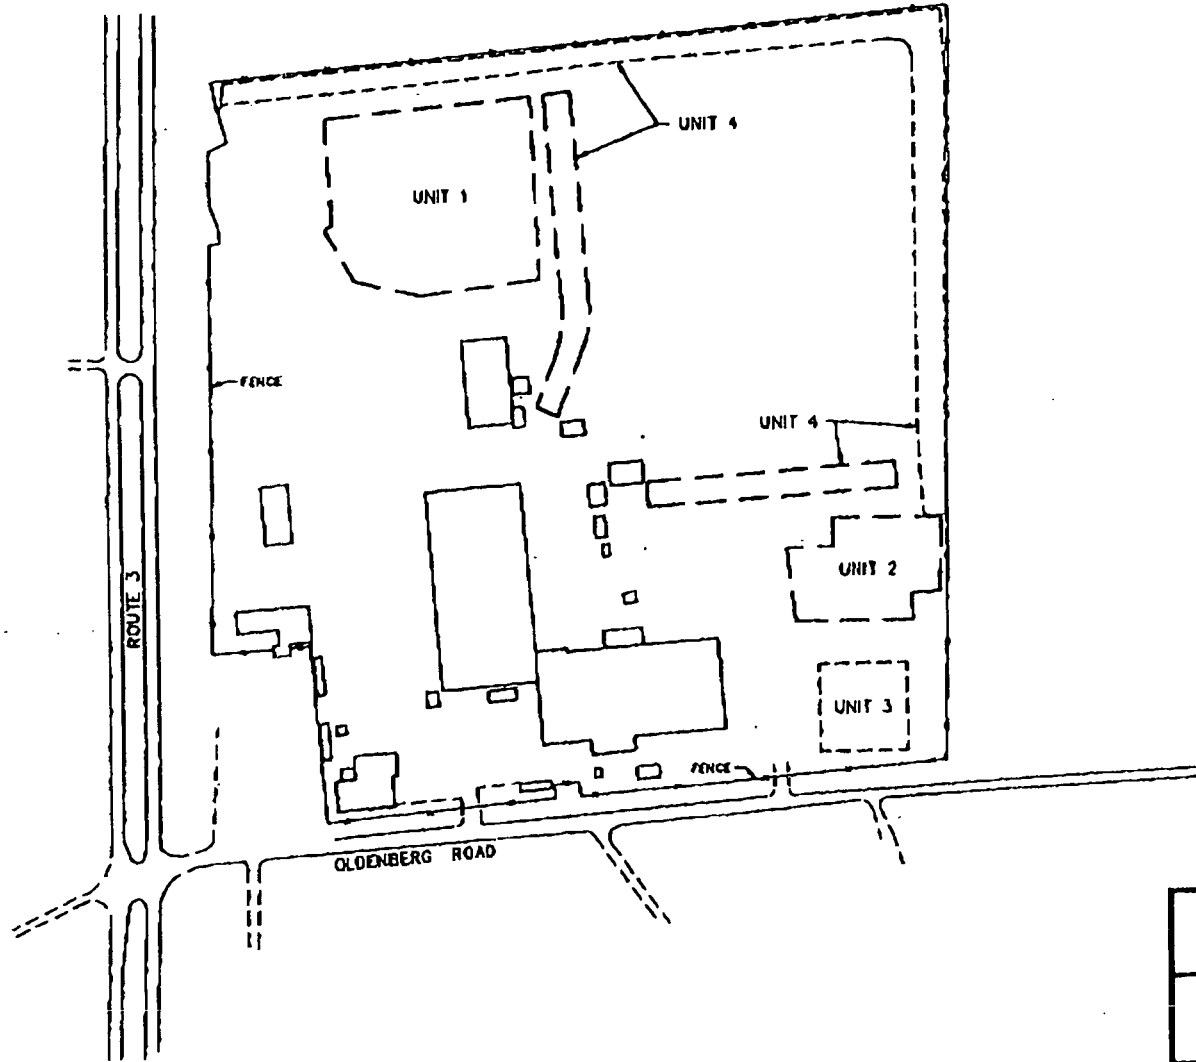 UNIT 4
UNIT 1
FENCE
UNIT 4
ROUTE 3
UNIT 2
UNIT 3
FENCE
OLDENBERG ROAD